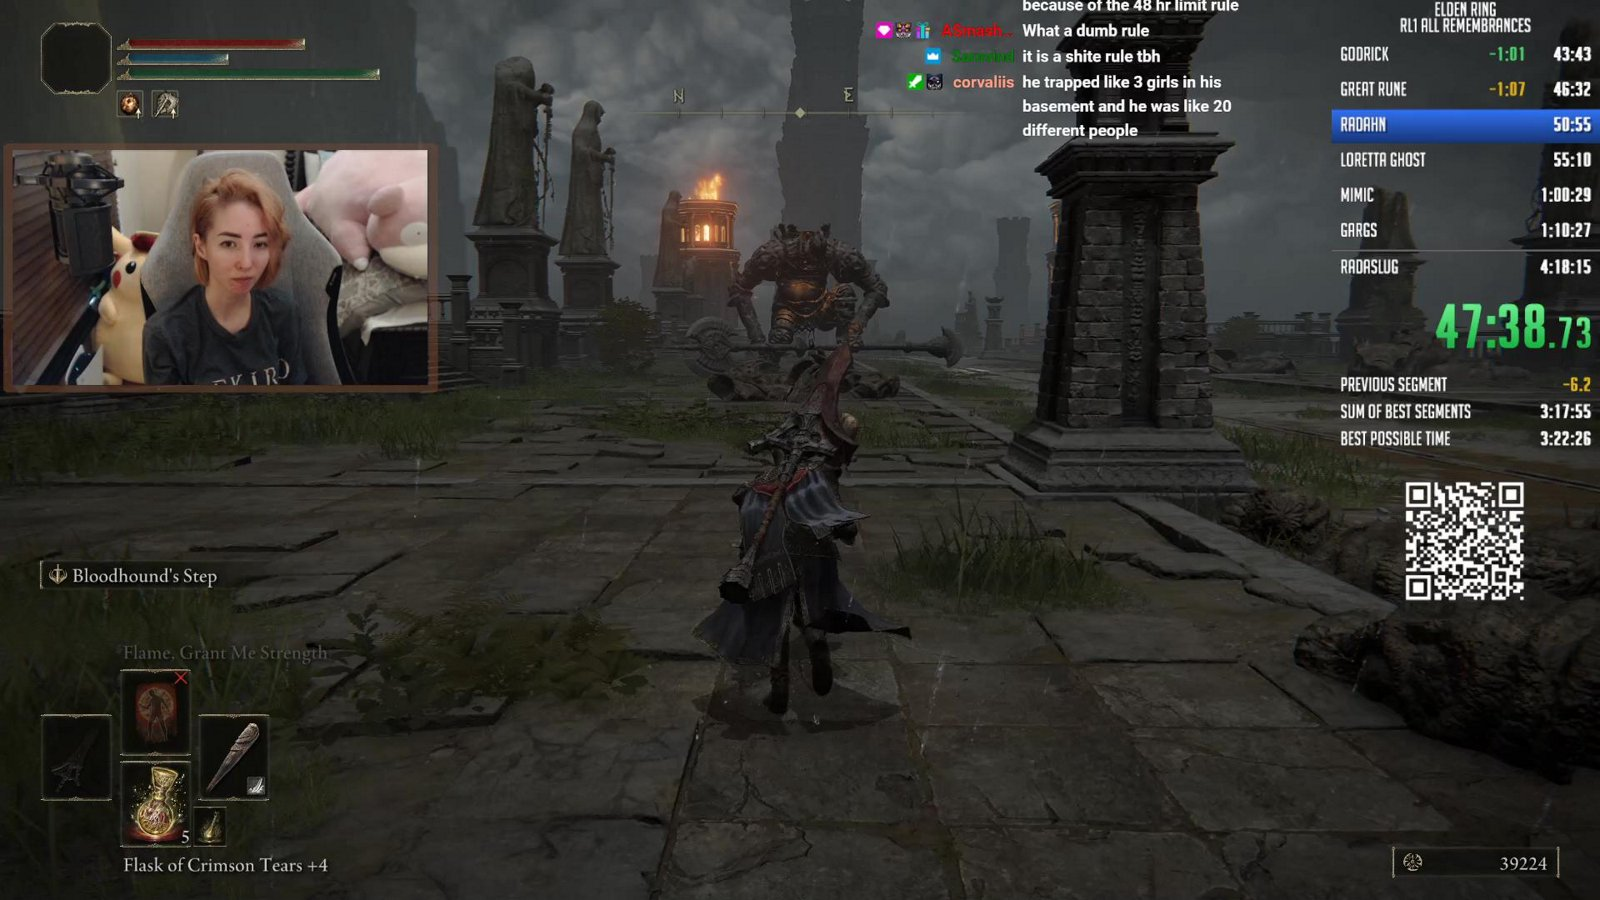 because of the 48 hr limit rule
What a dumb rule
it is a shite rule tbh
corvaliis he trapped like 3 girls in his
basement and he was like 20
different people
N
E
ELDEN RING
RL1 ALL REMEMBRANCES
GODRICK -1:01 43:43
GREAT RUNE -1:07 46:32
RADAHN 50:55
LORETTA GHOST 55:10
MIMIC 1:00:29
GARGS 1:10:27
RADASLUG 4:18:15
47:38.73
PREVIOUS SEGMENT -6.2
SUM OF BEST SEGMENTS 3:17:55
BEST POSSIBLE TIME 3:22:26
Bloodhound's Step
Flame, Grant Me Strength
5
Flask of Crimson Tears +4
39224